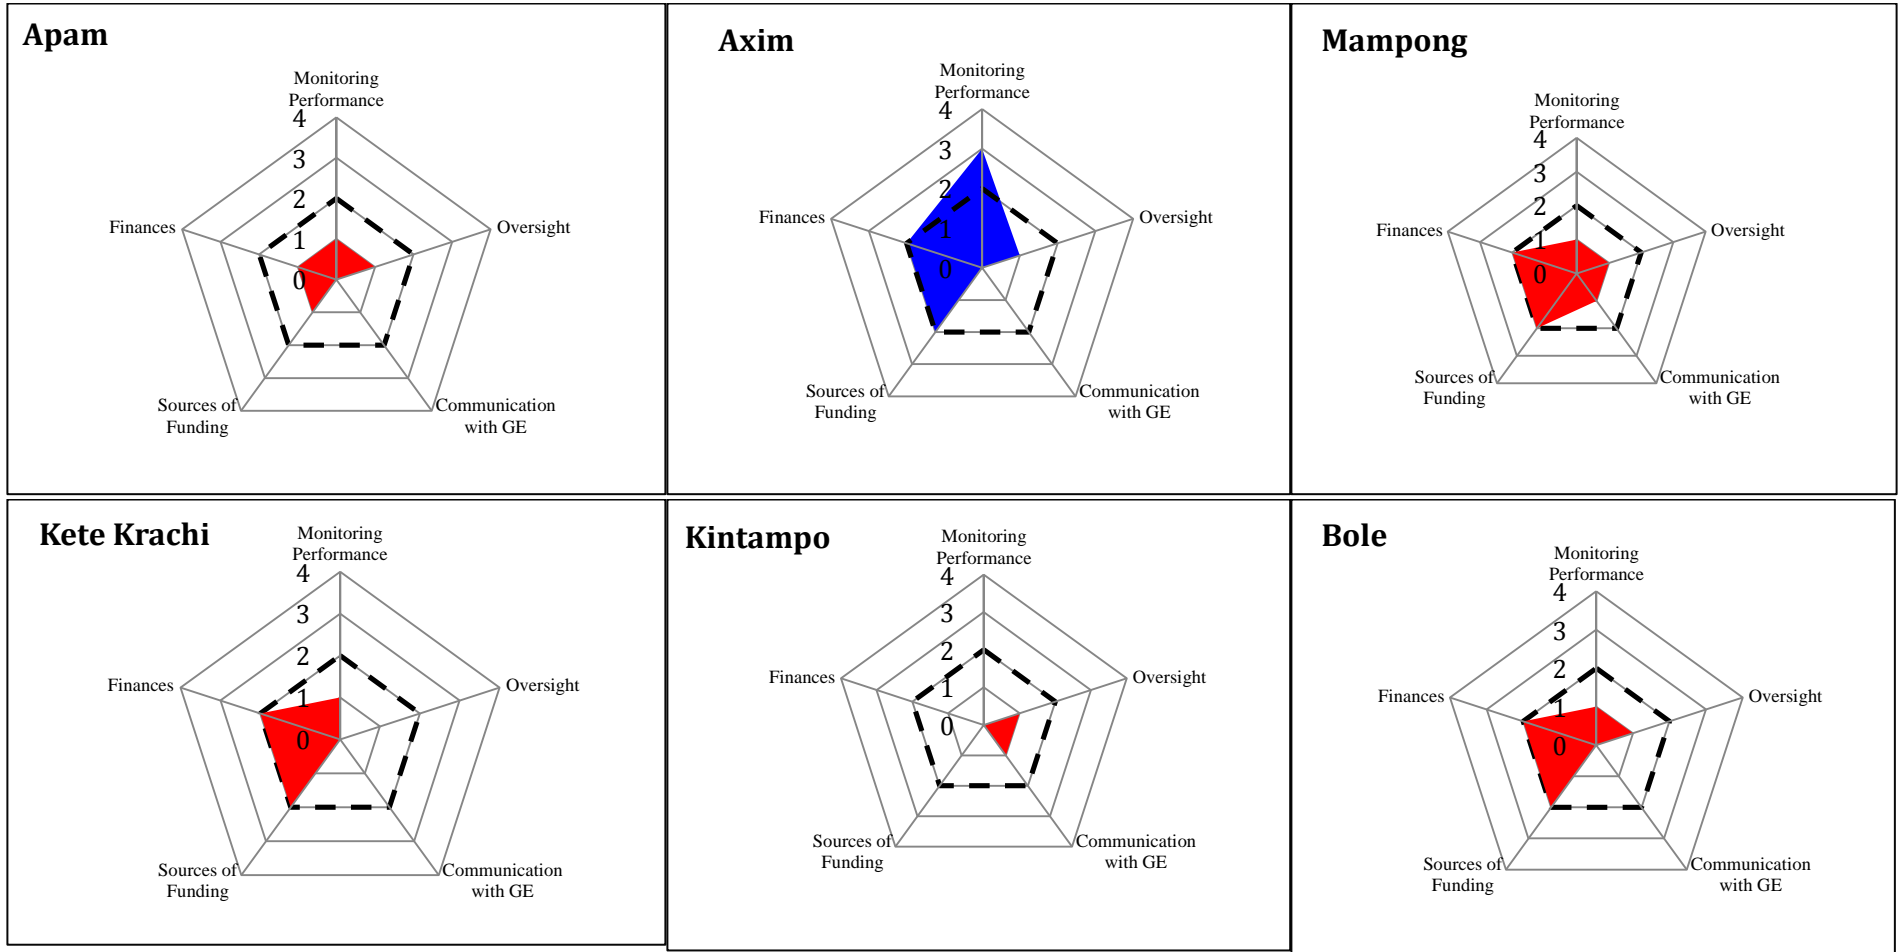 Apam
Monitoring
Performance
4
3
2
1
0
Finances
Oversight
Sources of
Funding
Communication
with GE
Axim
Monitoring
Performance
4
3
2
1
0
Finances
Oversight
Sources of
Funding
Communication
with GE
Mampong
Monitoring
Performance
4
3
2
1
0
Finances
Oversight
Sources of
Funding
Communication
with GE
Kete Krachi
Monitoring
Performance
4
3
2
1
0
Finances
Oversight
Sources of
Funding
Communication
with GE
Kintampo
Monitoring
Performance
4
3
2
1
0
Finances
Oversight
Sources of
Funding
Communication
with GE
Bole
Monitoring
Performance
4
3
2
1
0
Finances
Oversight
Sources of
Funding
Communication
with GE